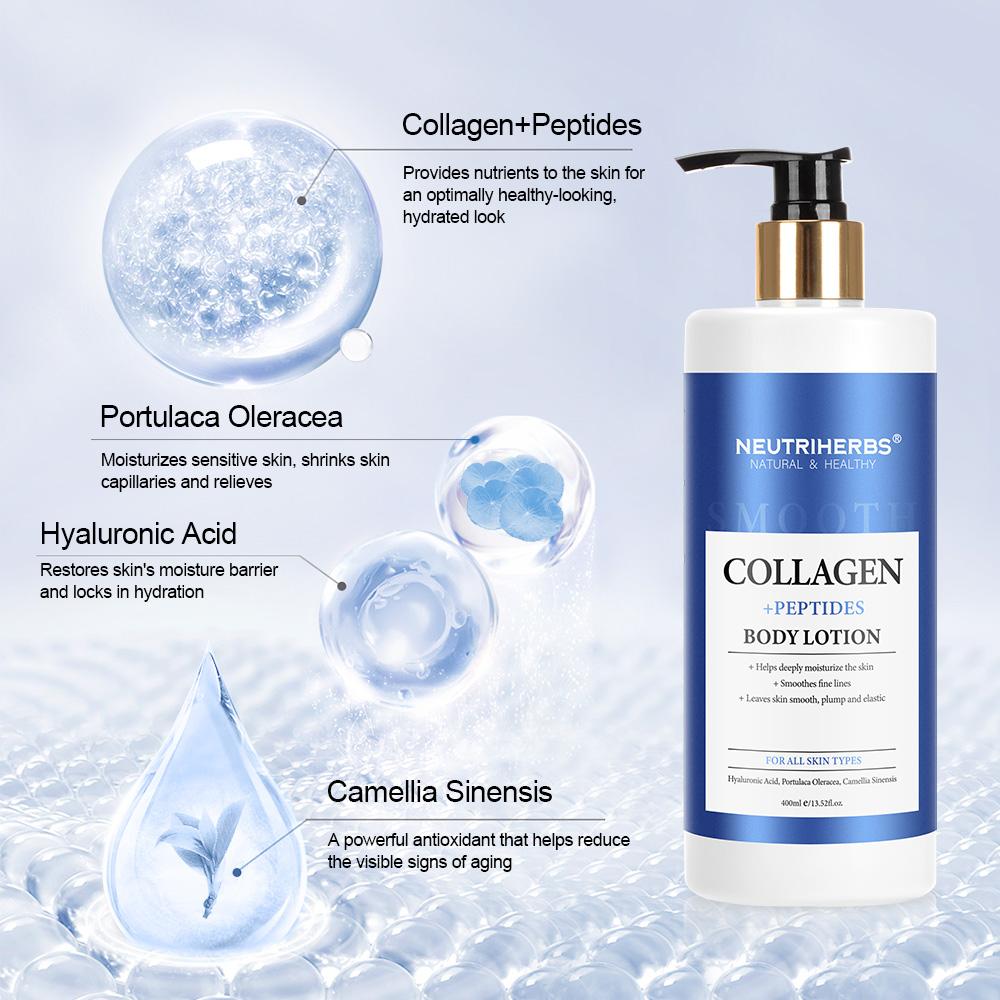 Collagen+Peptides
Provides nutrients to the skin for
an optimally healthy-looking,
hydrated look
Portulaca Oleracea
Moisturizes sensitive skin, shrinks skin
capillaries and relieves
Hyaluronic Acid
Restores skin's moisture barrier
and locks in hydration
Camellia Sinensis
A powerful antioxidant that helps reduce
the visible signs of aging
NEUTRIHERBS®
NATURAL & HEALTHY
SMOOTH
COLLAGEN
+PEPTIDES
BODY LOTION
+ Helps deeply moisturize the skin
+ Smoothes fine lines
+ Leaves skin smooth, plump and elastic
FOR ALL SKIN TYPES
Hyaluronic Acid, Portulaca Oleracea, Camellia Sinensis
400ml e/13.52fl.oz.